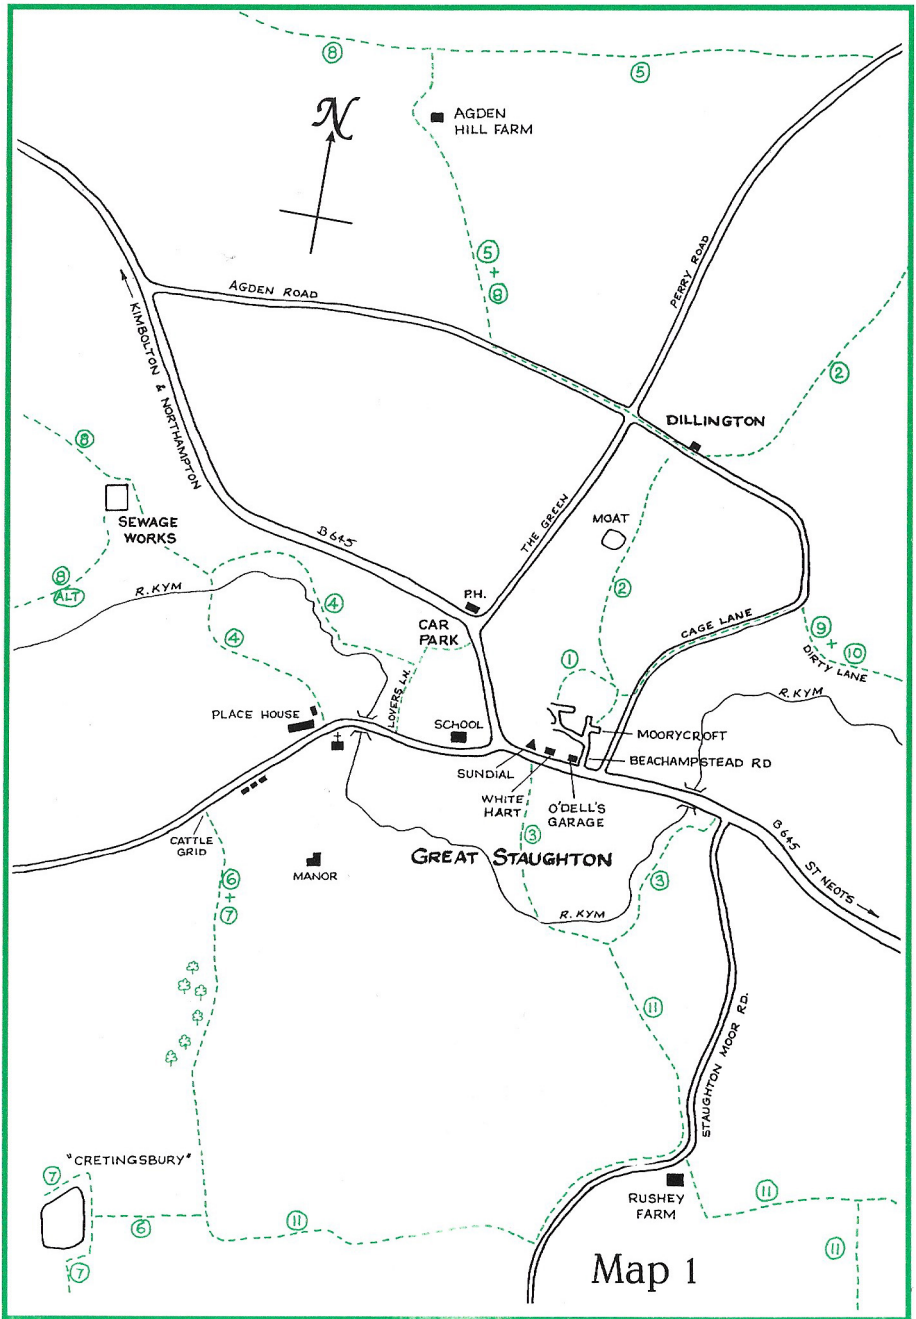 8
5
N
AGDEN
HILL FARM
5
+
8
PERRY ROAD
AGDEN ROAD
KIMBOLTON & NORTHAMPTON
2
DILLINGTON
8
SEWAGE
WORKS
B645
THE GREEN
MOAT
8
ALT
R. KYM
4
4
P.H.
CAR
PARK
2
CAGE LANE
9
+
10
DIRTY LANE
1
LOVERS LN.
R. KYM
PLACE HOUSE
SCHOOL
MOORYCROFT
SUNDIAL
BEACHAMPSTEAD RD
WHITE
HART
O'DELL'S
GARAGE
CATTLE
GRID
3
B645 ST NEOTS
GREAT STAUGHTON
MANOR
6
+
7
3
R. KYM
11
STAUGHTON MOOR RD.
"CRETINGSBURY"
7
6
11
RUSHEY
FARM
11
11
7
Map 1